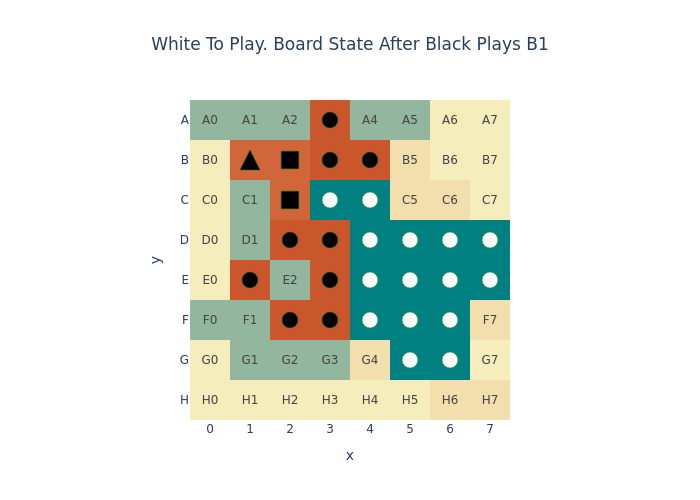 White To Play. Board State After Black Plays B1
A A0 A1 A2 A4 A5 A6 A7
B B0 B5 B6 B7
C C0 C1 C5 C6 C7
D D0 D1
E E0 E2
F F0 F1 F7
G G0 G1 G2 G3 G4 G7
H H0 H1 H2 H3 H4 H5 H6 H7
0 1 2 3 4 5 6 7
x
y